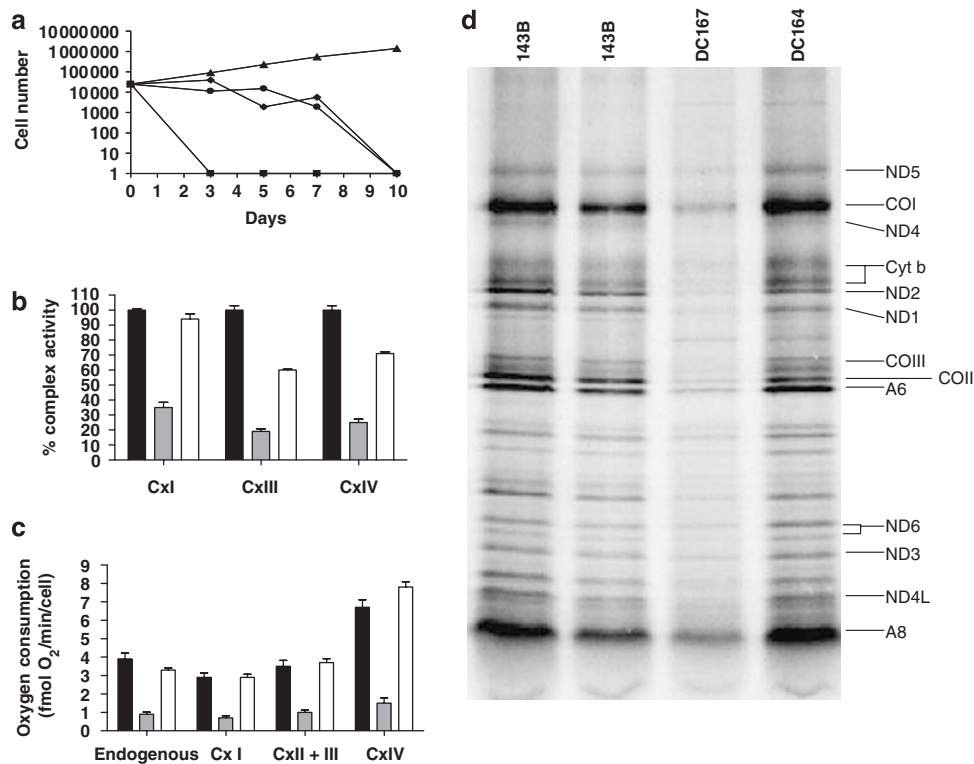 a
Cell number
10000000
1000000
100000
10000
1000
100
10
1
0 1 2 3 4 5 6 7 8 9 10
Days
b
% complex activity
110
100
90
80
70
60
50
40
30
20
10
0
CxI CxIII CxIV
c
Oxygen consumption
(fmol O2/min/cell)
9
8
7
6
5
4
3
2
1
0
Endogenous Cx I CxII + III CxIV
d
143B 143B DC167 DC164
ND5
COI
ND4
Cyt b
ND2
ND1
COIII
COII
A6
ND6
ND3
ND4L
A8